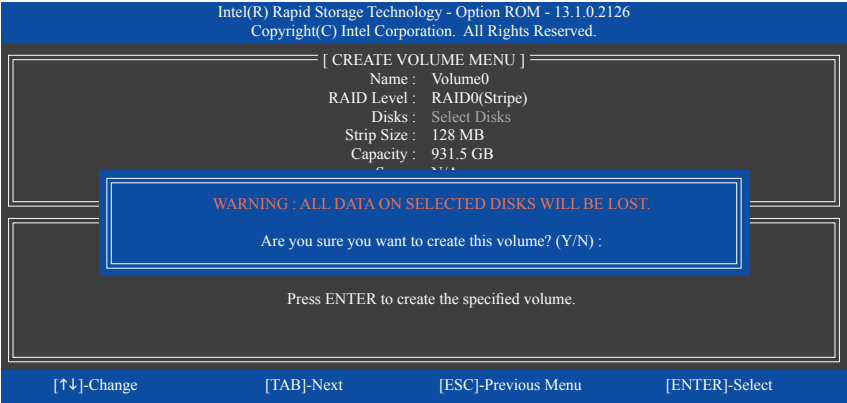 Intel(R) Rapid Storage Technology - Option ROM - 13.1.0.2126
Copyright(C) Intel Corporation.  All Rights Reserved.
[ CREATE VOLUME MENU ]
Name :   Volume0
RAID Level :   RAID0(Stripe)
Disks :   Select Disks
Strip Size :   128 MB
Capacity :   931.5 GB
WARNING : ALL DATA ON SELECTED DISKS WILL BE LOST.
Are you sure you want to create this volume? (Y/N) :
Press ENTER to create the specified volume.
[↑↓]-Change   [TAB]-Next   [ESC]-Previous Menu   [ENTER]-Select